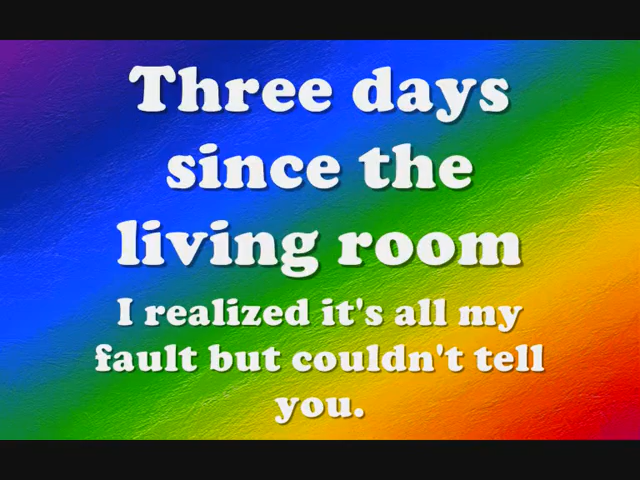 Three days
since the
living room
I realized it's all my
fault but couldn't tell
you.